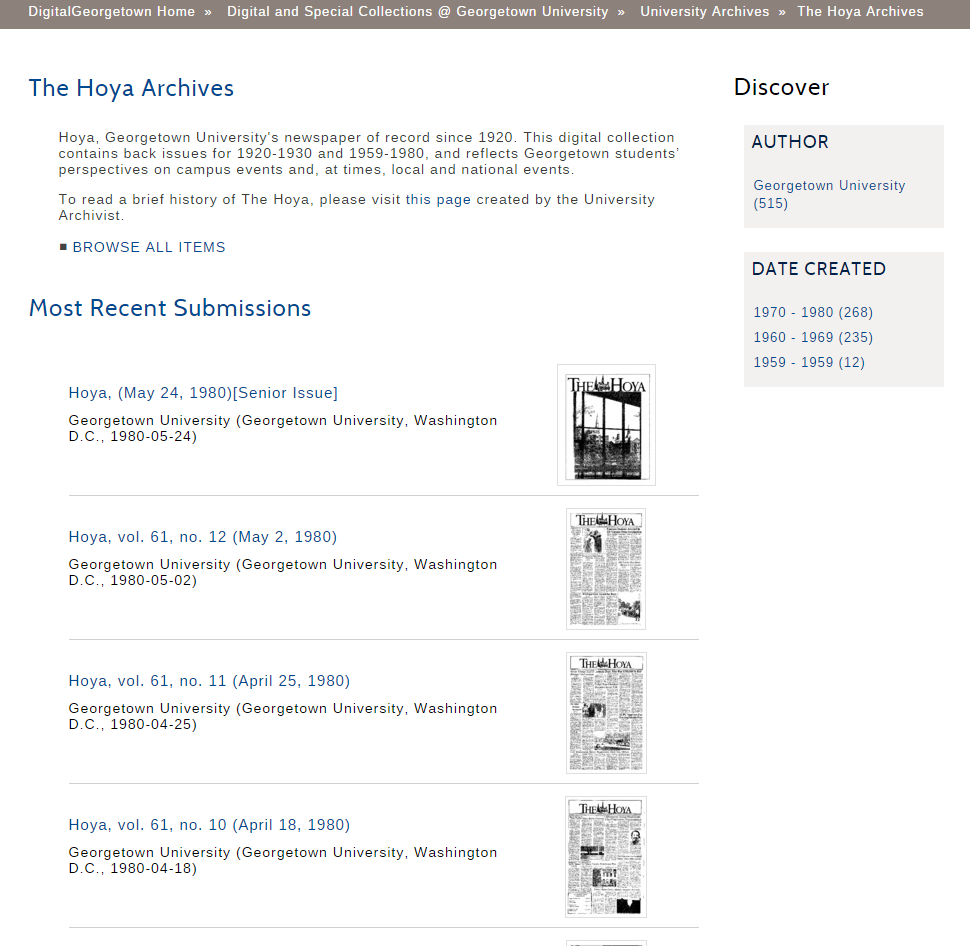 DigitalGeorgetown Home » Digital and Special Collections @ Georgetown University » University Archives » The Hoya Archives
The Hoya Archives
Hoya, Georgetown University's newspaper of record since 1920. This digital collection
contains back issues for 1920-1930 and 1959-1980, and reflects Georgetown students’
perspectives on campus events and, at times, local and national events.
To read a brief history of The Hoya, please visit this page created by the University
Archivist.
■ BROWSE ALL ITEMS
Most Recent Submissions
Hoya, (May 24, 1980)[Senior Issue]
Georgetown University (Georgetown University, Washington
D.C., 1980-05-24)
THE HOYA
Hoya, vol. 61, no. 12 (May 2, 1980)
Georgetown University (Georgetown University, Washington
D.C., 1980-05-02)
THE HOYA
Hoya, vol. 61, no. 11 (April 25, 1980)
Georgetown University (Georgetown University, Washington
D.C., 1980-04-25)
THE HOYA
Hoya, vol. 61, no. 10 (April 18, 1980)
Georgetown University (Georgetown University, Washington
D.C., 1980-04-18)
THE HOYA
Discover
AUTHOR
Georgetown University
(515)
DATE CREATED
1970 - 1980 (268)
1960 - 1969 (235)
1959 - 1959 (12)